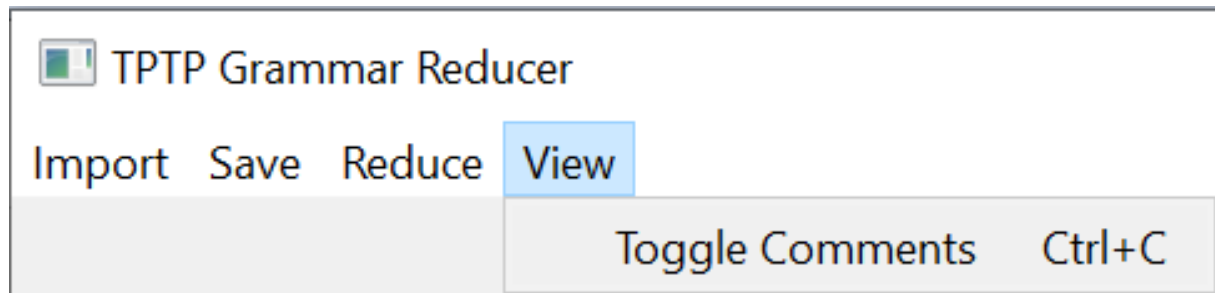 TPTP Grammar Reducer
Import Save Reduce View
Toggle Comments Ctrl+C